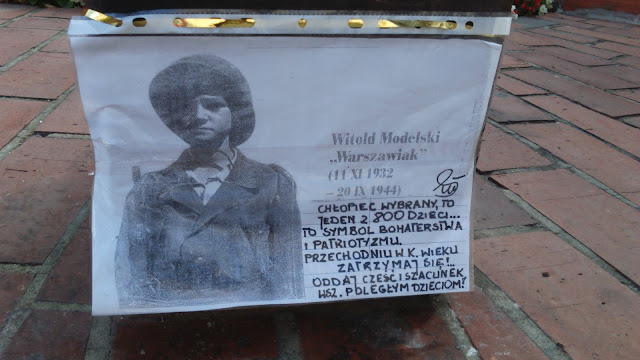 Witold Modelski
„Warszawiak”
(11 XI 1932
– 20 IX 1944)
CHŁOPIEC WYBRANY, TO
JEDEN Z 800 DZIECI...
TO SYMBOL BOHATERSTWA
I PATRIOTYZMU.
PRZECHODNIU W K. WIEKU
ZATRZYMAJ SIĘ!..
ODDAJ CZEŚĆ I SZACUNEK,
WSZ. POLEGŁYM DZIECIOM!